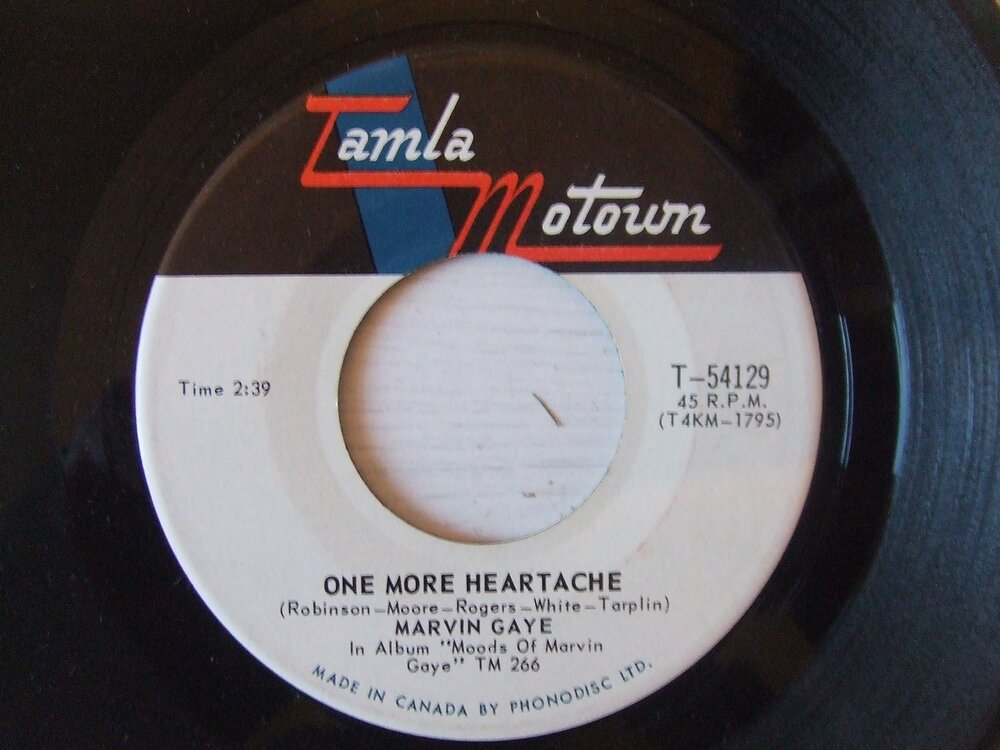 Tamla
Motown
Time 2:39
T-54129
45 R.P.M.
(T4KM-1795)
ONE MORE HEARTACHE
(Robinson-Moore-Rogers-White-Tarplin)
MARVIN GAYE
In Album "Moods Of Marvin
Gaye" TM 266
MADE IN CANADA BY PHONODISC LTD.